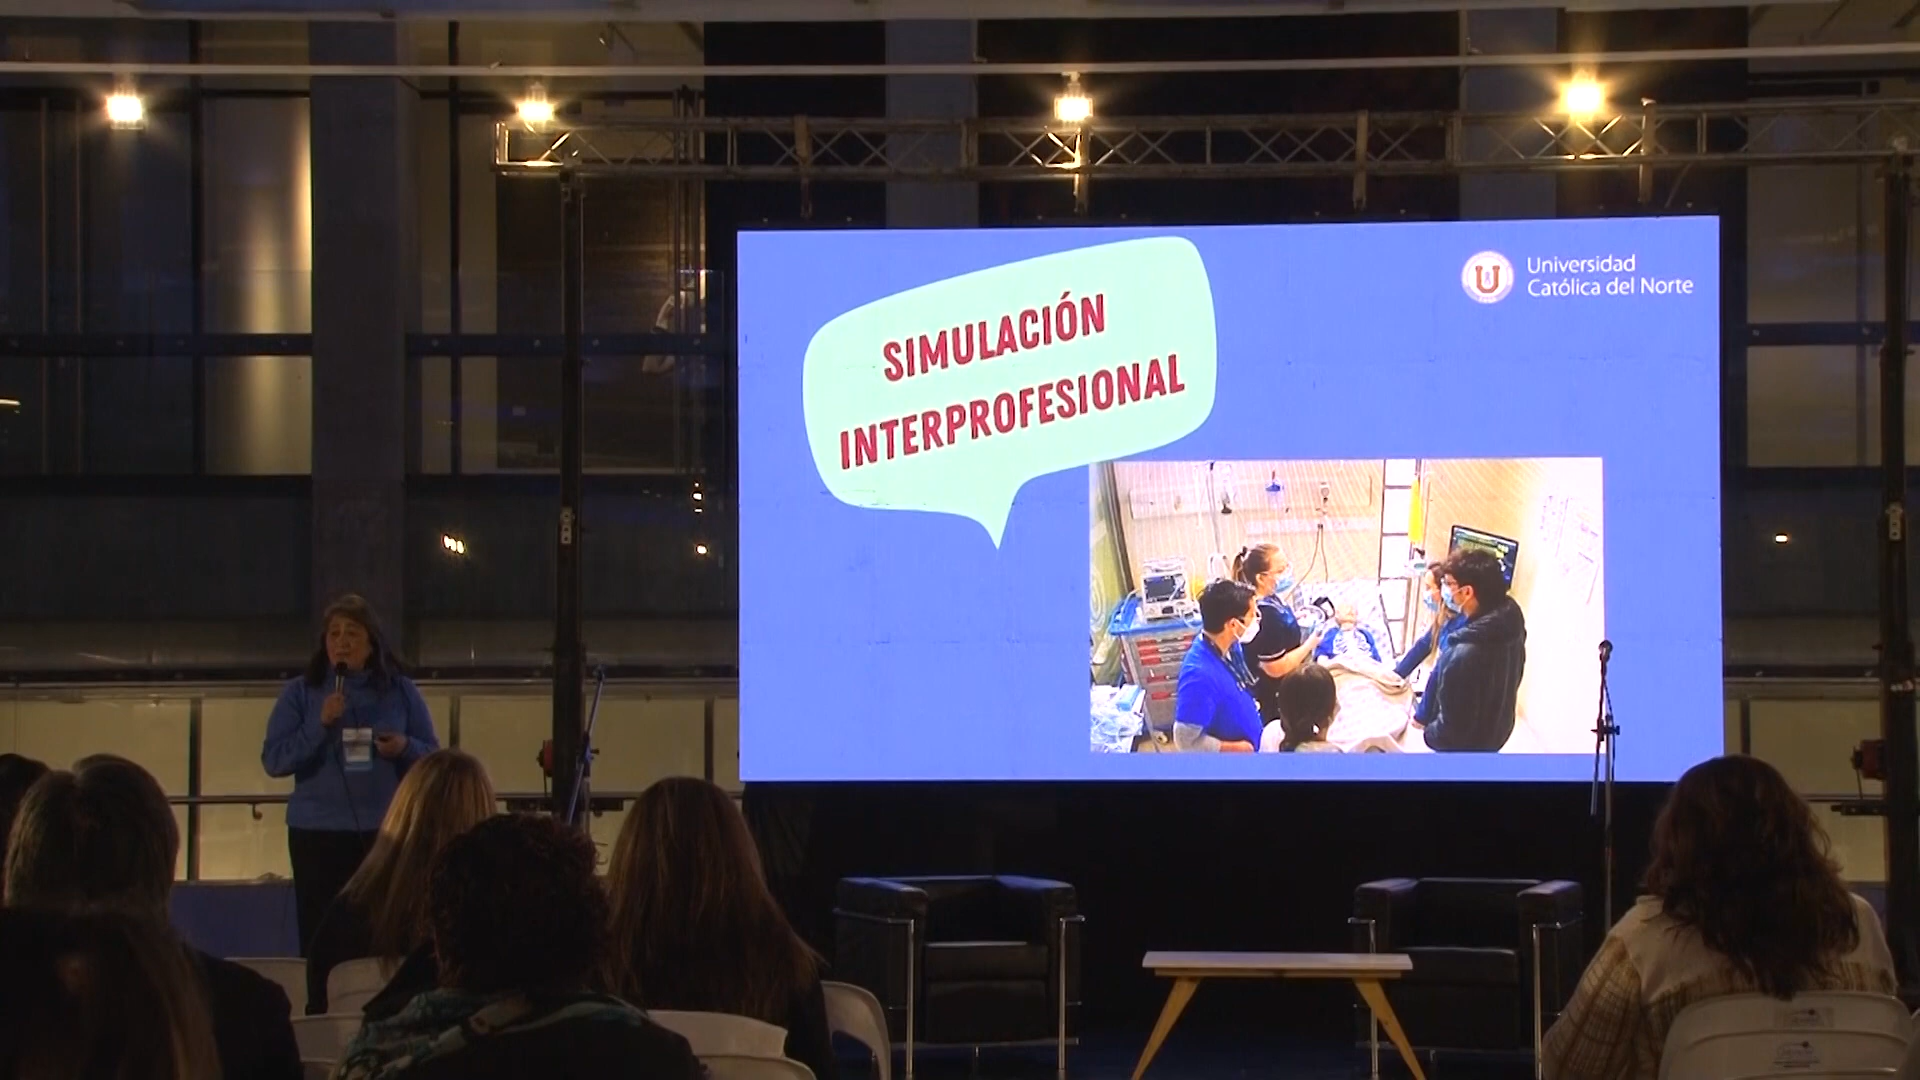 SIMULACIÓN
INTERPROFESIONAL
Universidad
Católica del Norte